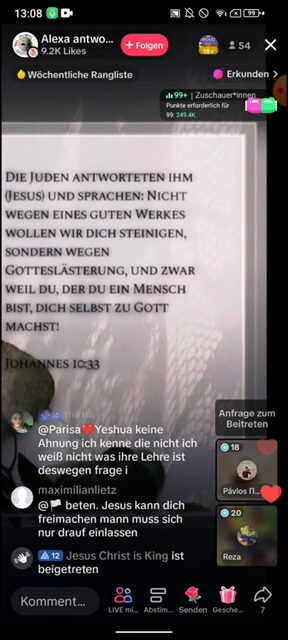 13:08
99
Alexa antwo...
9.2K Likes
+ Folgen
18+
54
Wöchentliche Rangliste
Erkunden >
99+ | Zuschauer*innen
Punkte erforderlich für
99: 249.4K
DIE JUDEN ANTWORTETEN IHM
(JESUS) UND SPRACHEN: NICHT
WEGEN EINES GUTEN WERKES
WOLLEN WIR DICH STEINIGEN,
SONDERN WEGEN
GOTTESLÄSTERUNG, UND ZWAR
WEIL DU, DER DU EIN MENSCH
BIST, DICH SELBST ZU GOTT
MACHST!
JOHANNES 10:33
@Parisa❤️Yeshua keine
Ahnung ich kenne die nicht ich
weiß nicht was ihre Lehre ist
deswegen frage i
maximilianlietz
@🏳️ beten. Jesus kann dich
freimachen mann muss sich
nur drauf einlassen
12 Jesus Christ is King ist
beigetreten
Anfrage zum
Beitreten
18
Pávlos Π...
20
Reza
Komment...
LIVE mi...
Abstim...
Senden
Gesche...
7